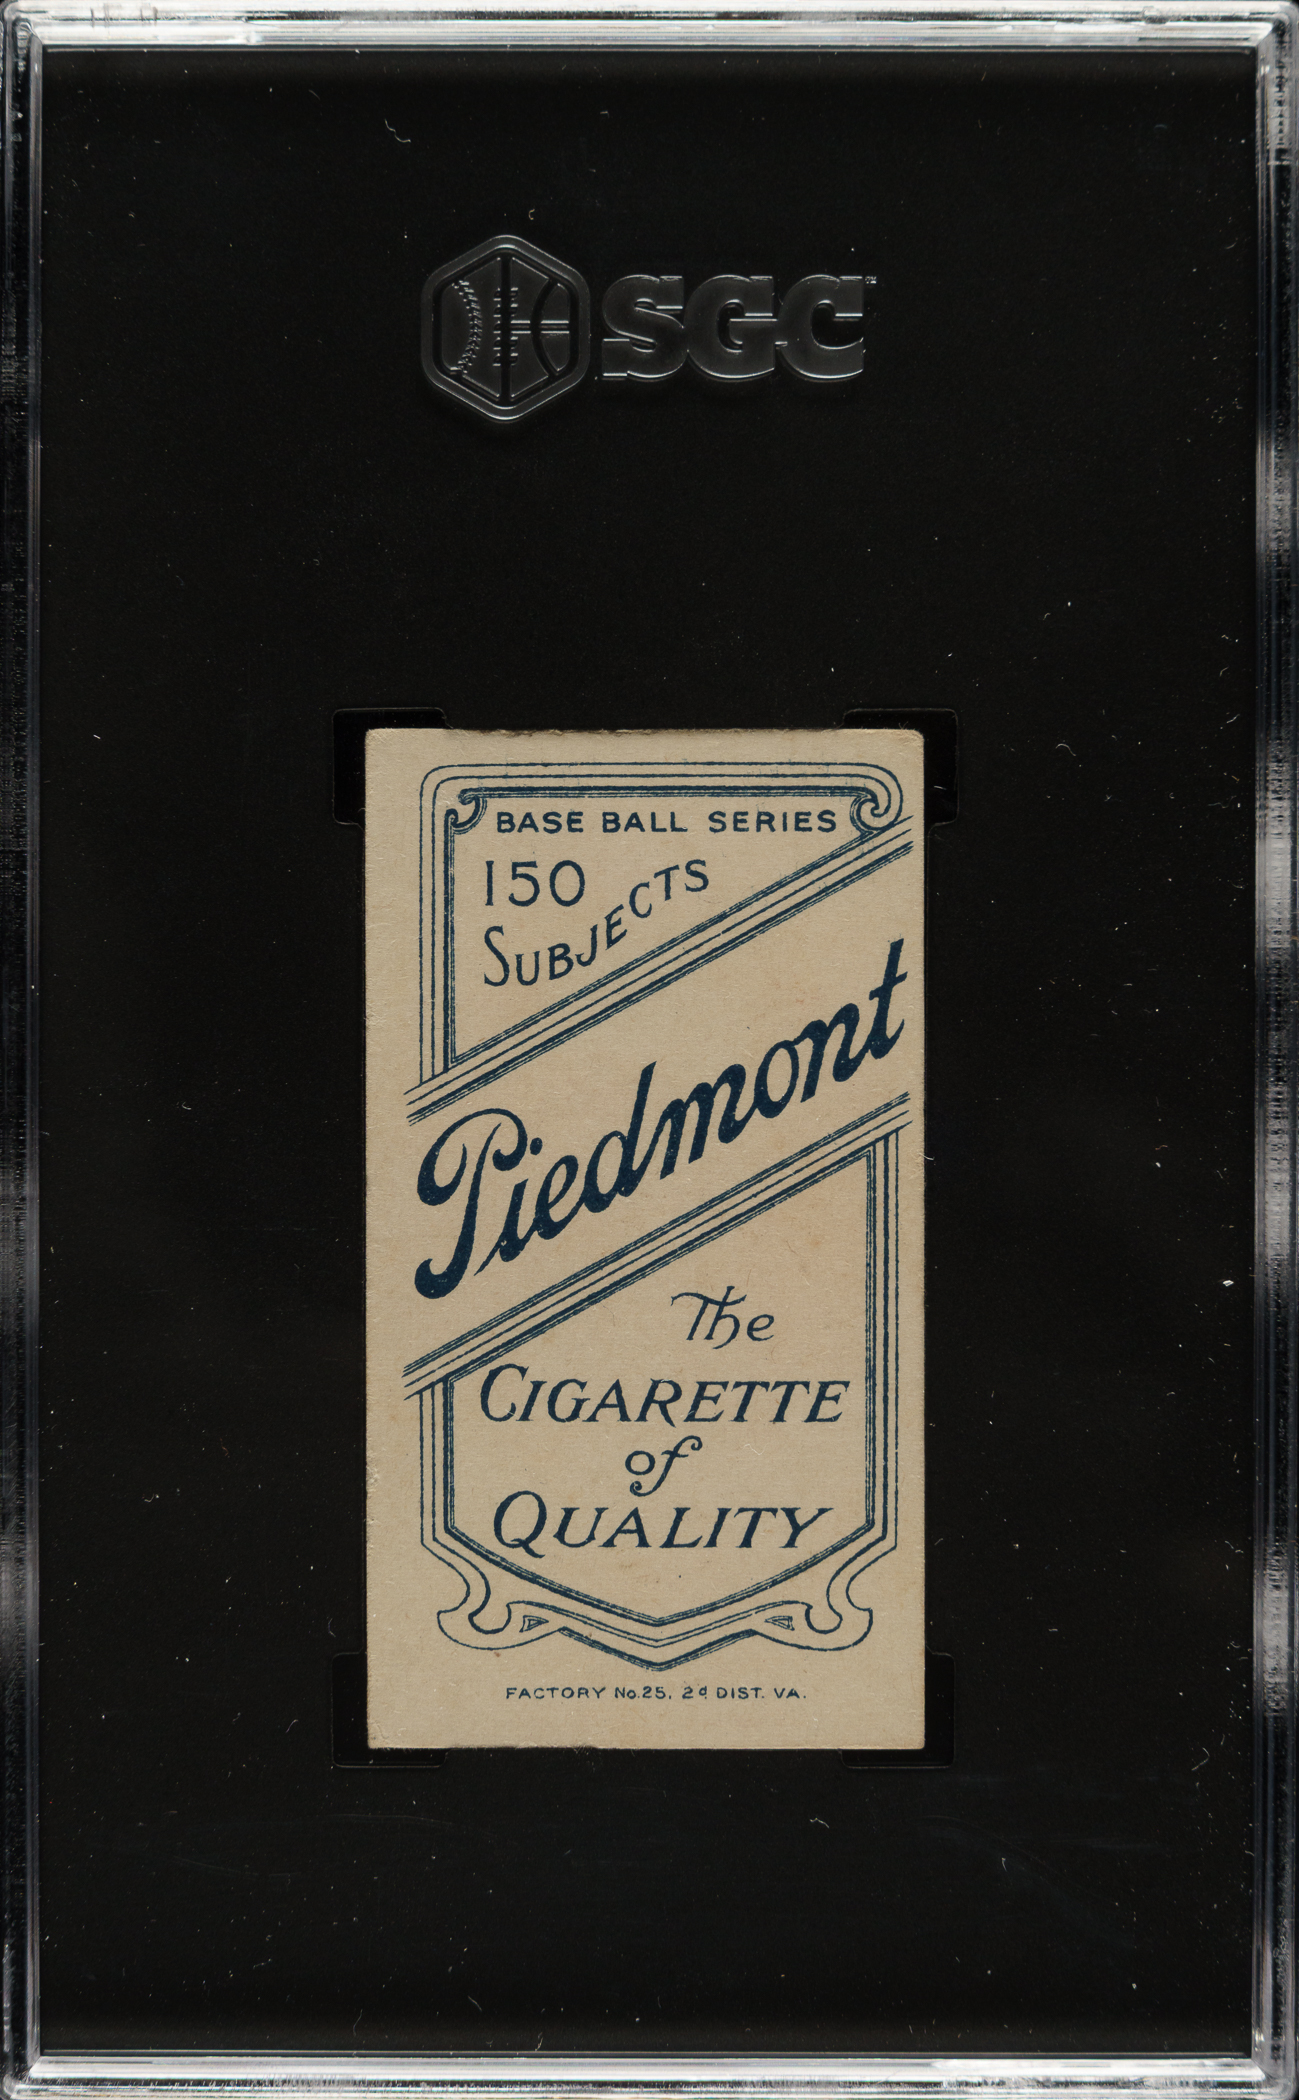 SGC
BASE BALL SERIES
150
SUBJECTS
Piedmont
The
CIGARETTE
of
QUALITY
FACTORY No.25, 2d DIST. VA.